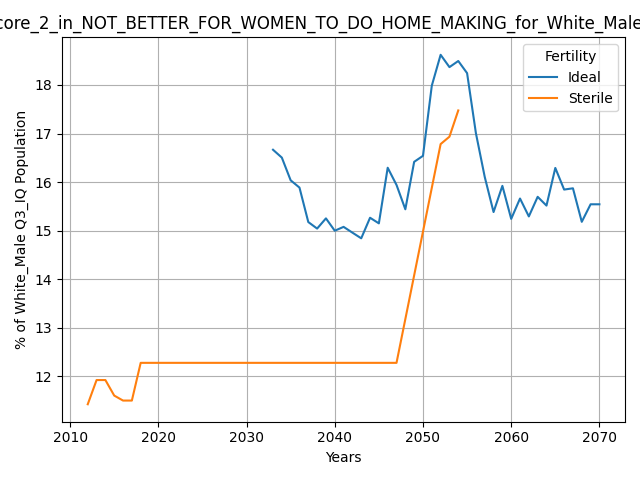 core_2_in_NOT_BETTER_FOR_WOMEN_TO_DO_HOME_MAKING_for_White_Male
Fertility
Ideal
Sterile
% of White_Male Q3_IQ Population
18
17
16
15
14
13
12
2010 2020 2030 2040 2050 2060 2070
Years